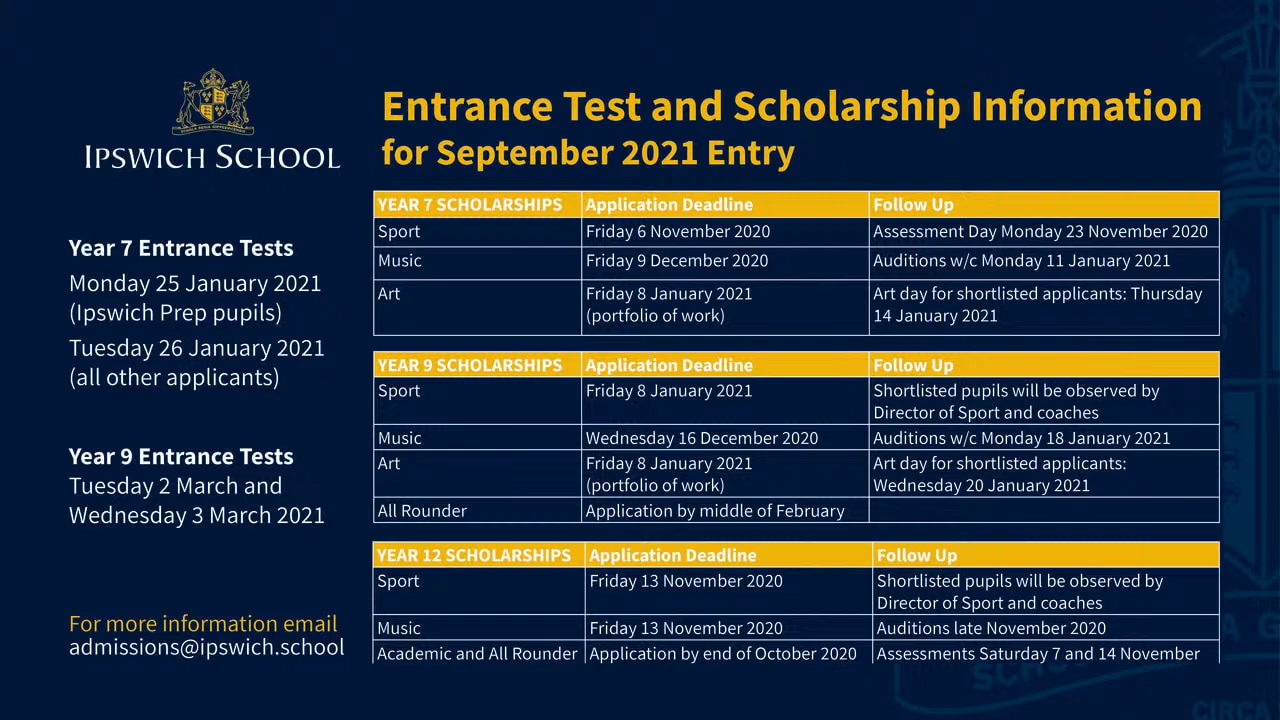 IPSWICH SCHOOL
Entrance Test and Scholarship Information
for September 2021 Entry
Year 7 Entrance Tests
Monday 25 January 2021
(Ipswich Prep pupils)
Tuesday 26 January 2021
(all other applicants)
Year 9 Entrance Tests
Tuesday 2 March and
Wednesday 3 March 2021
For more information email
admissions@ipswich.school
YEAR 7 SCHOLARSHIPS Application Deadline Follow Up
Sport Friday 6 November 2020 Assessment Day Monday 23 November 2020
Music Friday 9 December 2020 Auditions w/c Monday 11 January 2021
Art Friday 8 January 2021 Art day for shortlisted applicants: Thursday
(portfolio of work) 14 January 2021
YEAR 9 SCHOLARSHIPS Application Deadline Follow Up
Sport Friday 8 January 2021 Shortlisted pupils will be observed by
Director of Sport and coaches
Music Wednesday 16 December 2020 Auditions w/c Monday 18 January 2021
Art Friday 8 January 2021 Art day for shortlisted applicants:
(portfolio of work) Wednesday 20 January 2021
All Rounder Application by middle of February
YEAR 12 SCHOLARSHIPS Application Deadline Follow Up
Sport Friday 13 November 2020 Shortlisted pupils will be observed by
Director of Sport and coaches
Music Friday 13 November 2020 Auditions late November 2020
Academic and All Rounder Application by end of October 2020 Assessments Saturday 7 and 14 November